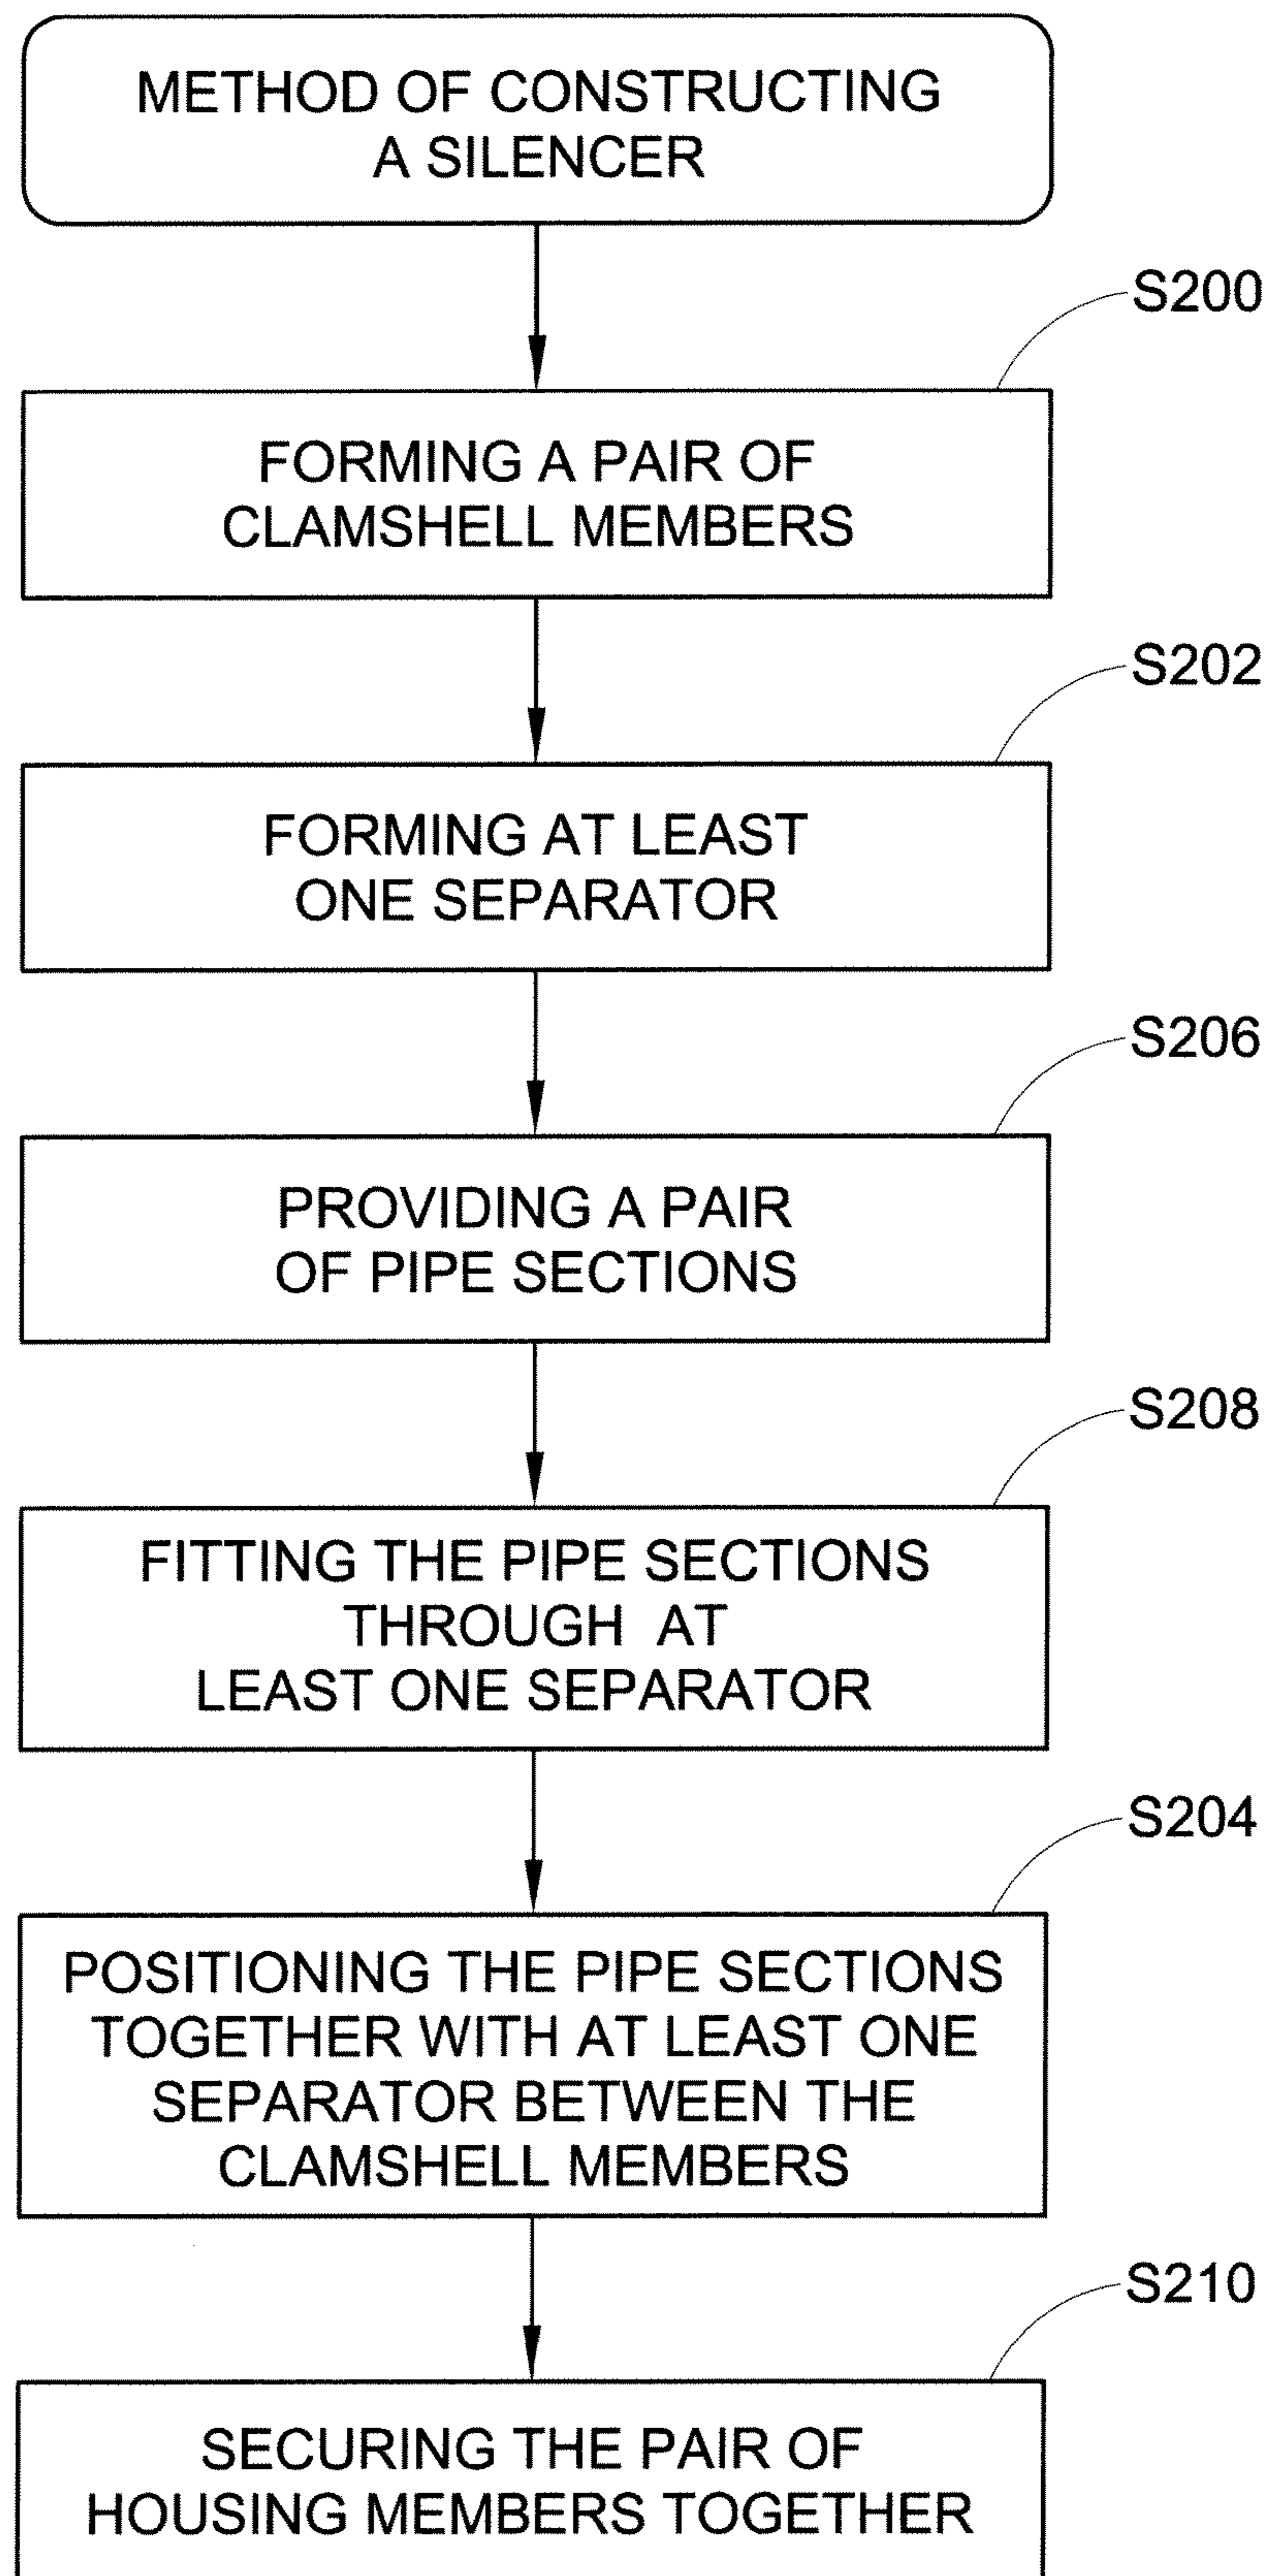 METHOD OF CONSTRUCTING
A SILENCER
S200
FORMING A PAIR OF
CLAMSHELL MEMBERS
S202
FORMING AT LEAST
ONE SEPARATOR
S206
PROVIDING A PAIR
OF PIPE SECTIONS
S208
FITTING THE PIPE SECTIONS
THROUGH AT
LEAST ONE SEPARATOR
S204
POSITIONING THE PIPE SECTIONS
TOGETHER WITH AT LEAST ONE
SEPARATOR BETWEEN THE
CLAMSHELL MEMBERS
S210
SECURING THE PAIR OF
HOUSING MEMBERS TOGETHER